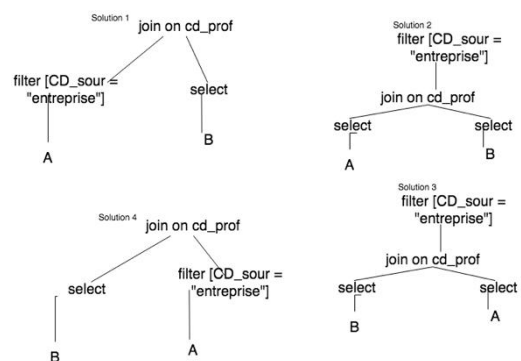 Solution 1
join on cd_prof
filter [CD_sour =
"entreprise"]
select
A
B
Solution 2
filter [CD_sour =
"entreprise"]
join on cd_prof
select
select
A
B
Solution 4
join on cd_prof
select
filter [CD_sour =
"entreprise"]
B
A
Solution 3
filter [CD_sour =
"entreprise"]
join on cd_prof
select
select
B
A